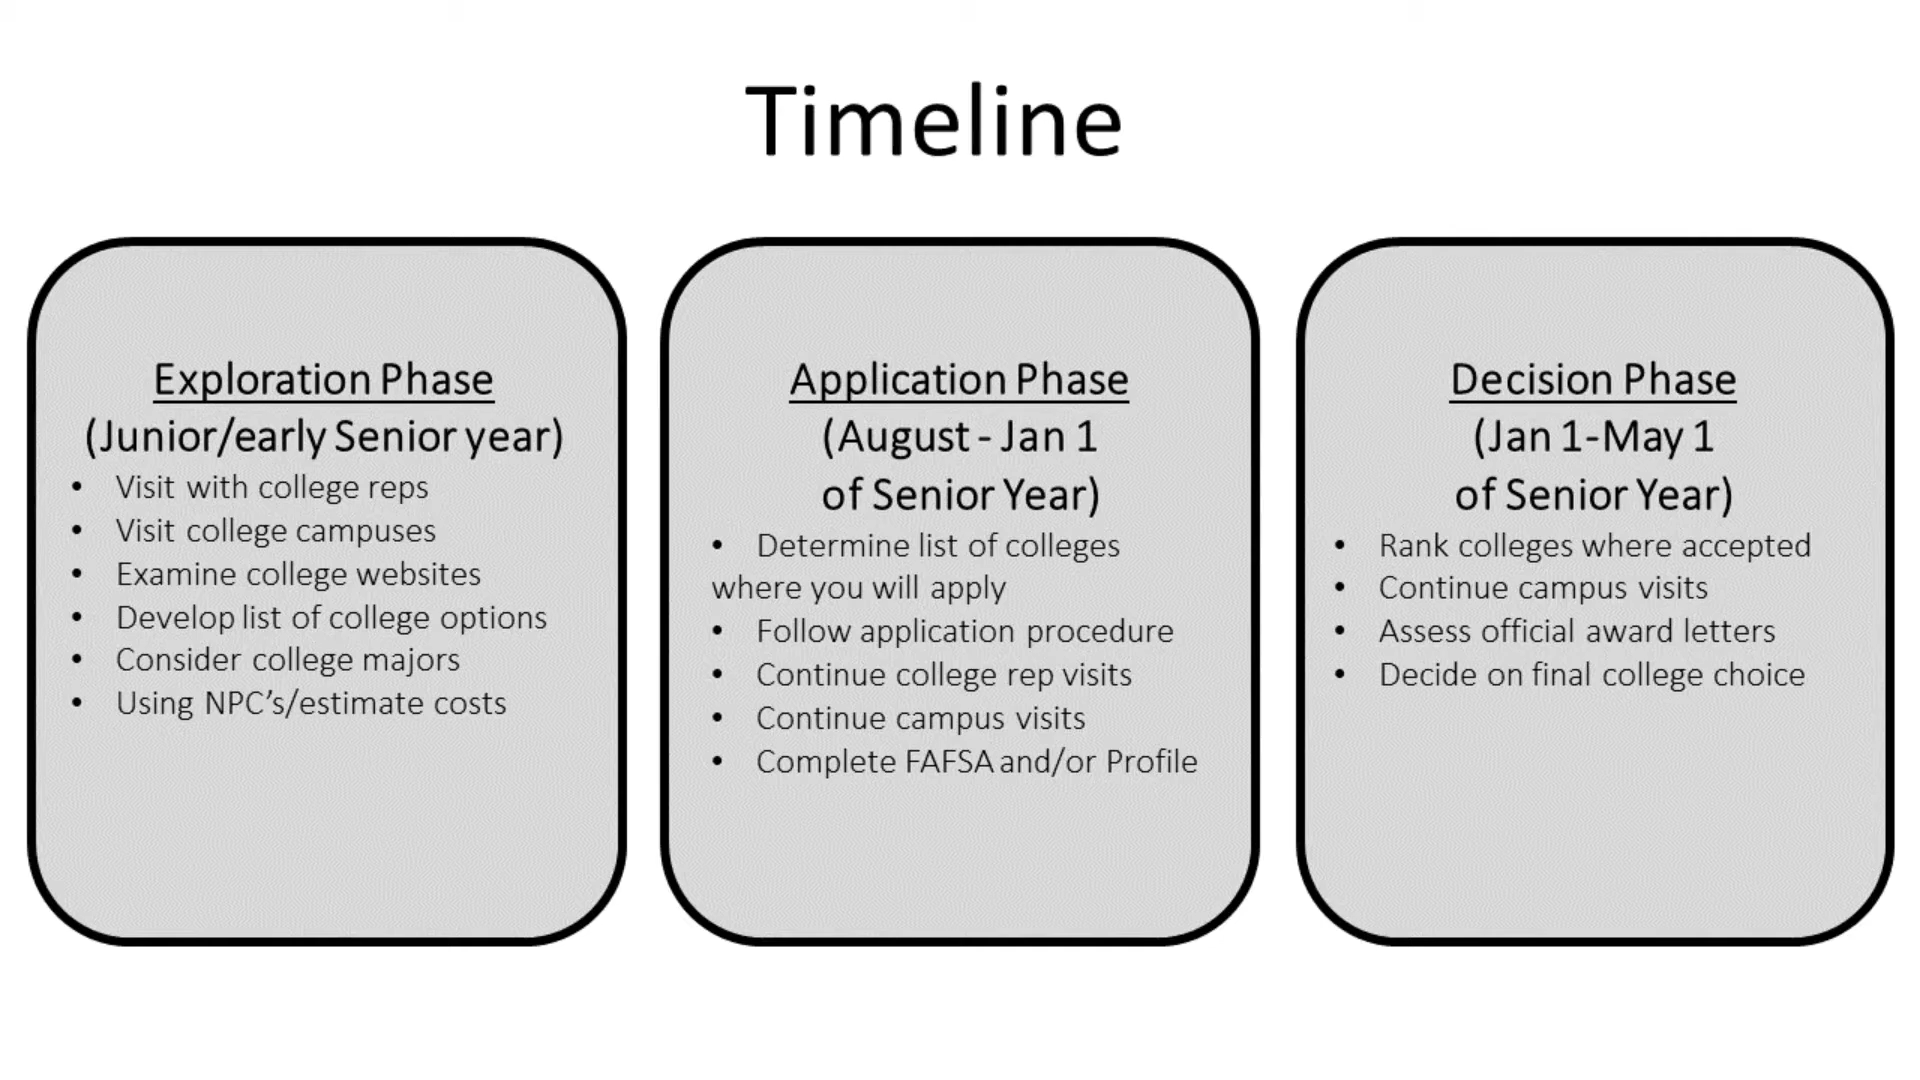 Timeline
Exploration Phase
(Junior/early Senior year)
• Visit with college reps
• Visit college campuses
• Examine college websites
• Develop list of college options
• Consider college majors
• Using NPC’s/estimate costs
Application Phase
(August - Jan 1
of Senior Year)
• Determine list of colleges
where you will apply
• Follow application procedure
• Continue college rep visits
• Continue campus visits
• Complete FAFSA and/or Profile
Decision Phase
(Jan 1-May 1
of Senior Year)
• Rank colleges where accepted
• Continue campus visits
• Assess official award letters
• Decide on final college choice